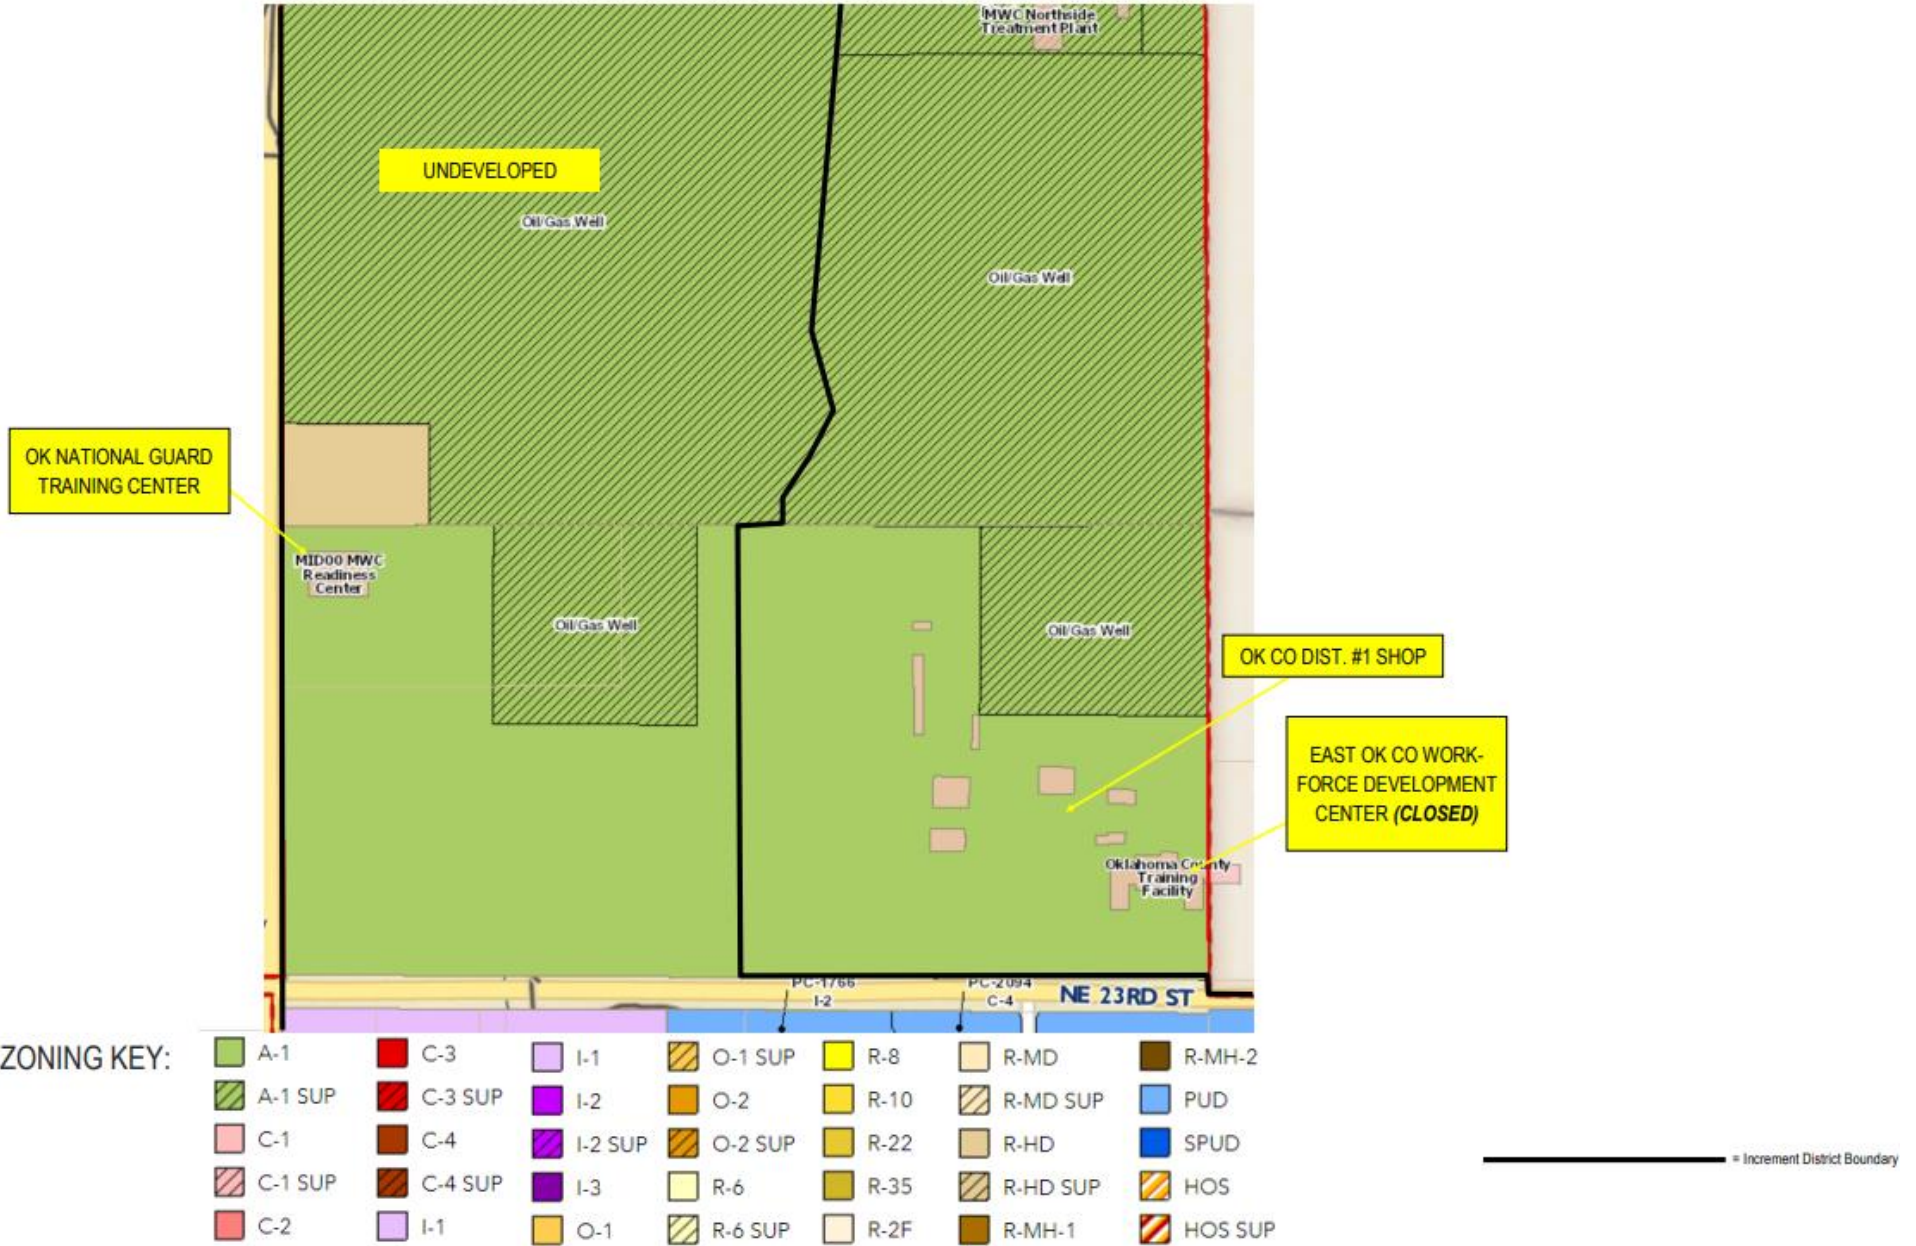 MWC Northside
Treatment Plant
UNDEVELOPED
Oil/Gas Well
Oil/Gas Well
OK NATIONAL GUARD
TRAINING CENTER
MID00 MWC
Readiness
Center
Oil/Gas Well
Oil/Gas Well
OK CO DIST. #1 SHOP
EAST OK CO WORK-
FORCE DEVELOPMENT
CENTER (CLOSED)
Oklahoma County
Training
Facility
PC-1766
I-2
PC-2094
C-4
NE 23RD ST
ZONING KEY:
A-1
A-1 SUP
C-1
C-1 SUP
C-2
C-3
C-3 SUP
C-4
C-4 SUP
I-1
I-1
I-2
I-2 SUP
I-3
O-1
O-1 SUP
O-2
O-2 SUP
R-6
R-6 SUP
R-8
R-10
R-22
R-35
R-2F
R-MD
R-MD SUP
R-HD
R-HD SUP
R-MH-1
R-MH-2
PUD
SPUD
HOS
HOS SUP
= Increment District Boundary